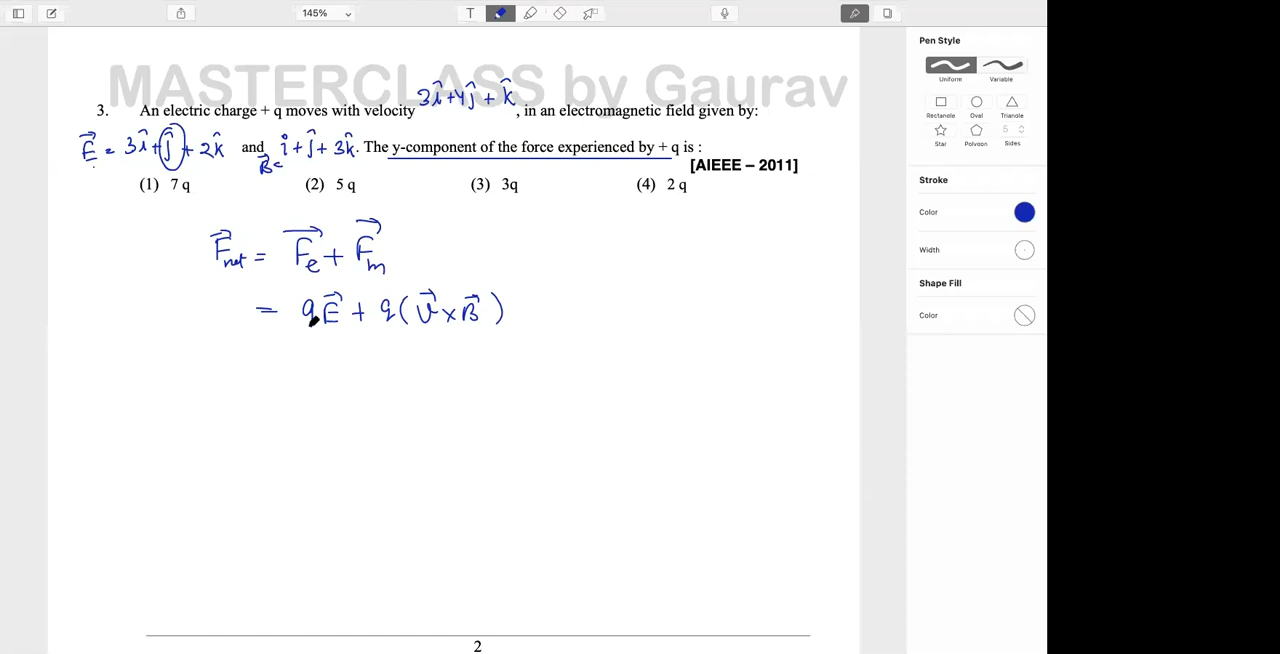 145%
T
MASTERCLASS by Gaurav
Pen Style
Uniform
Variable
3. An electric charge + q moves with velocity 3î+4ĵ+k̂, in an electromagnetic field given by:
E⃗ = 3î+ĵ+2k̂ and B⃗= i+ĵ+3k̂. The y-component of the force experienced by + q is :
[AIEEE – 2011]
(1) 7 q (2) 5 q (3) 3q (4) 2 q
F⃗net = F⃗e + F⃗m
= qE⃗ + q(v⃗ × B⃗)
2
Rectangle
Oval
Triangle
5
Star
Polygon
Sides
Stroke
Color
Width
Shape Fill
Color